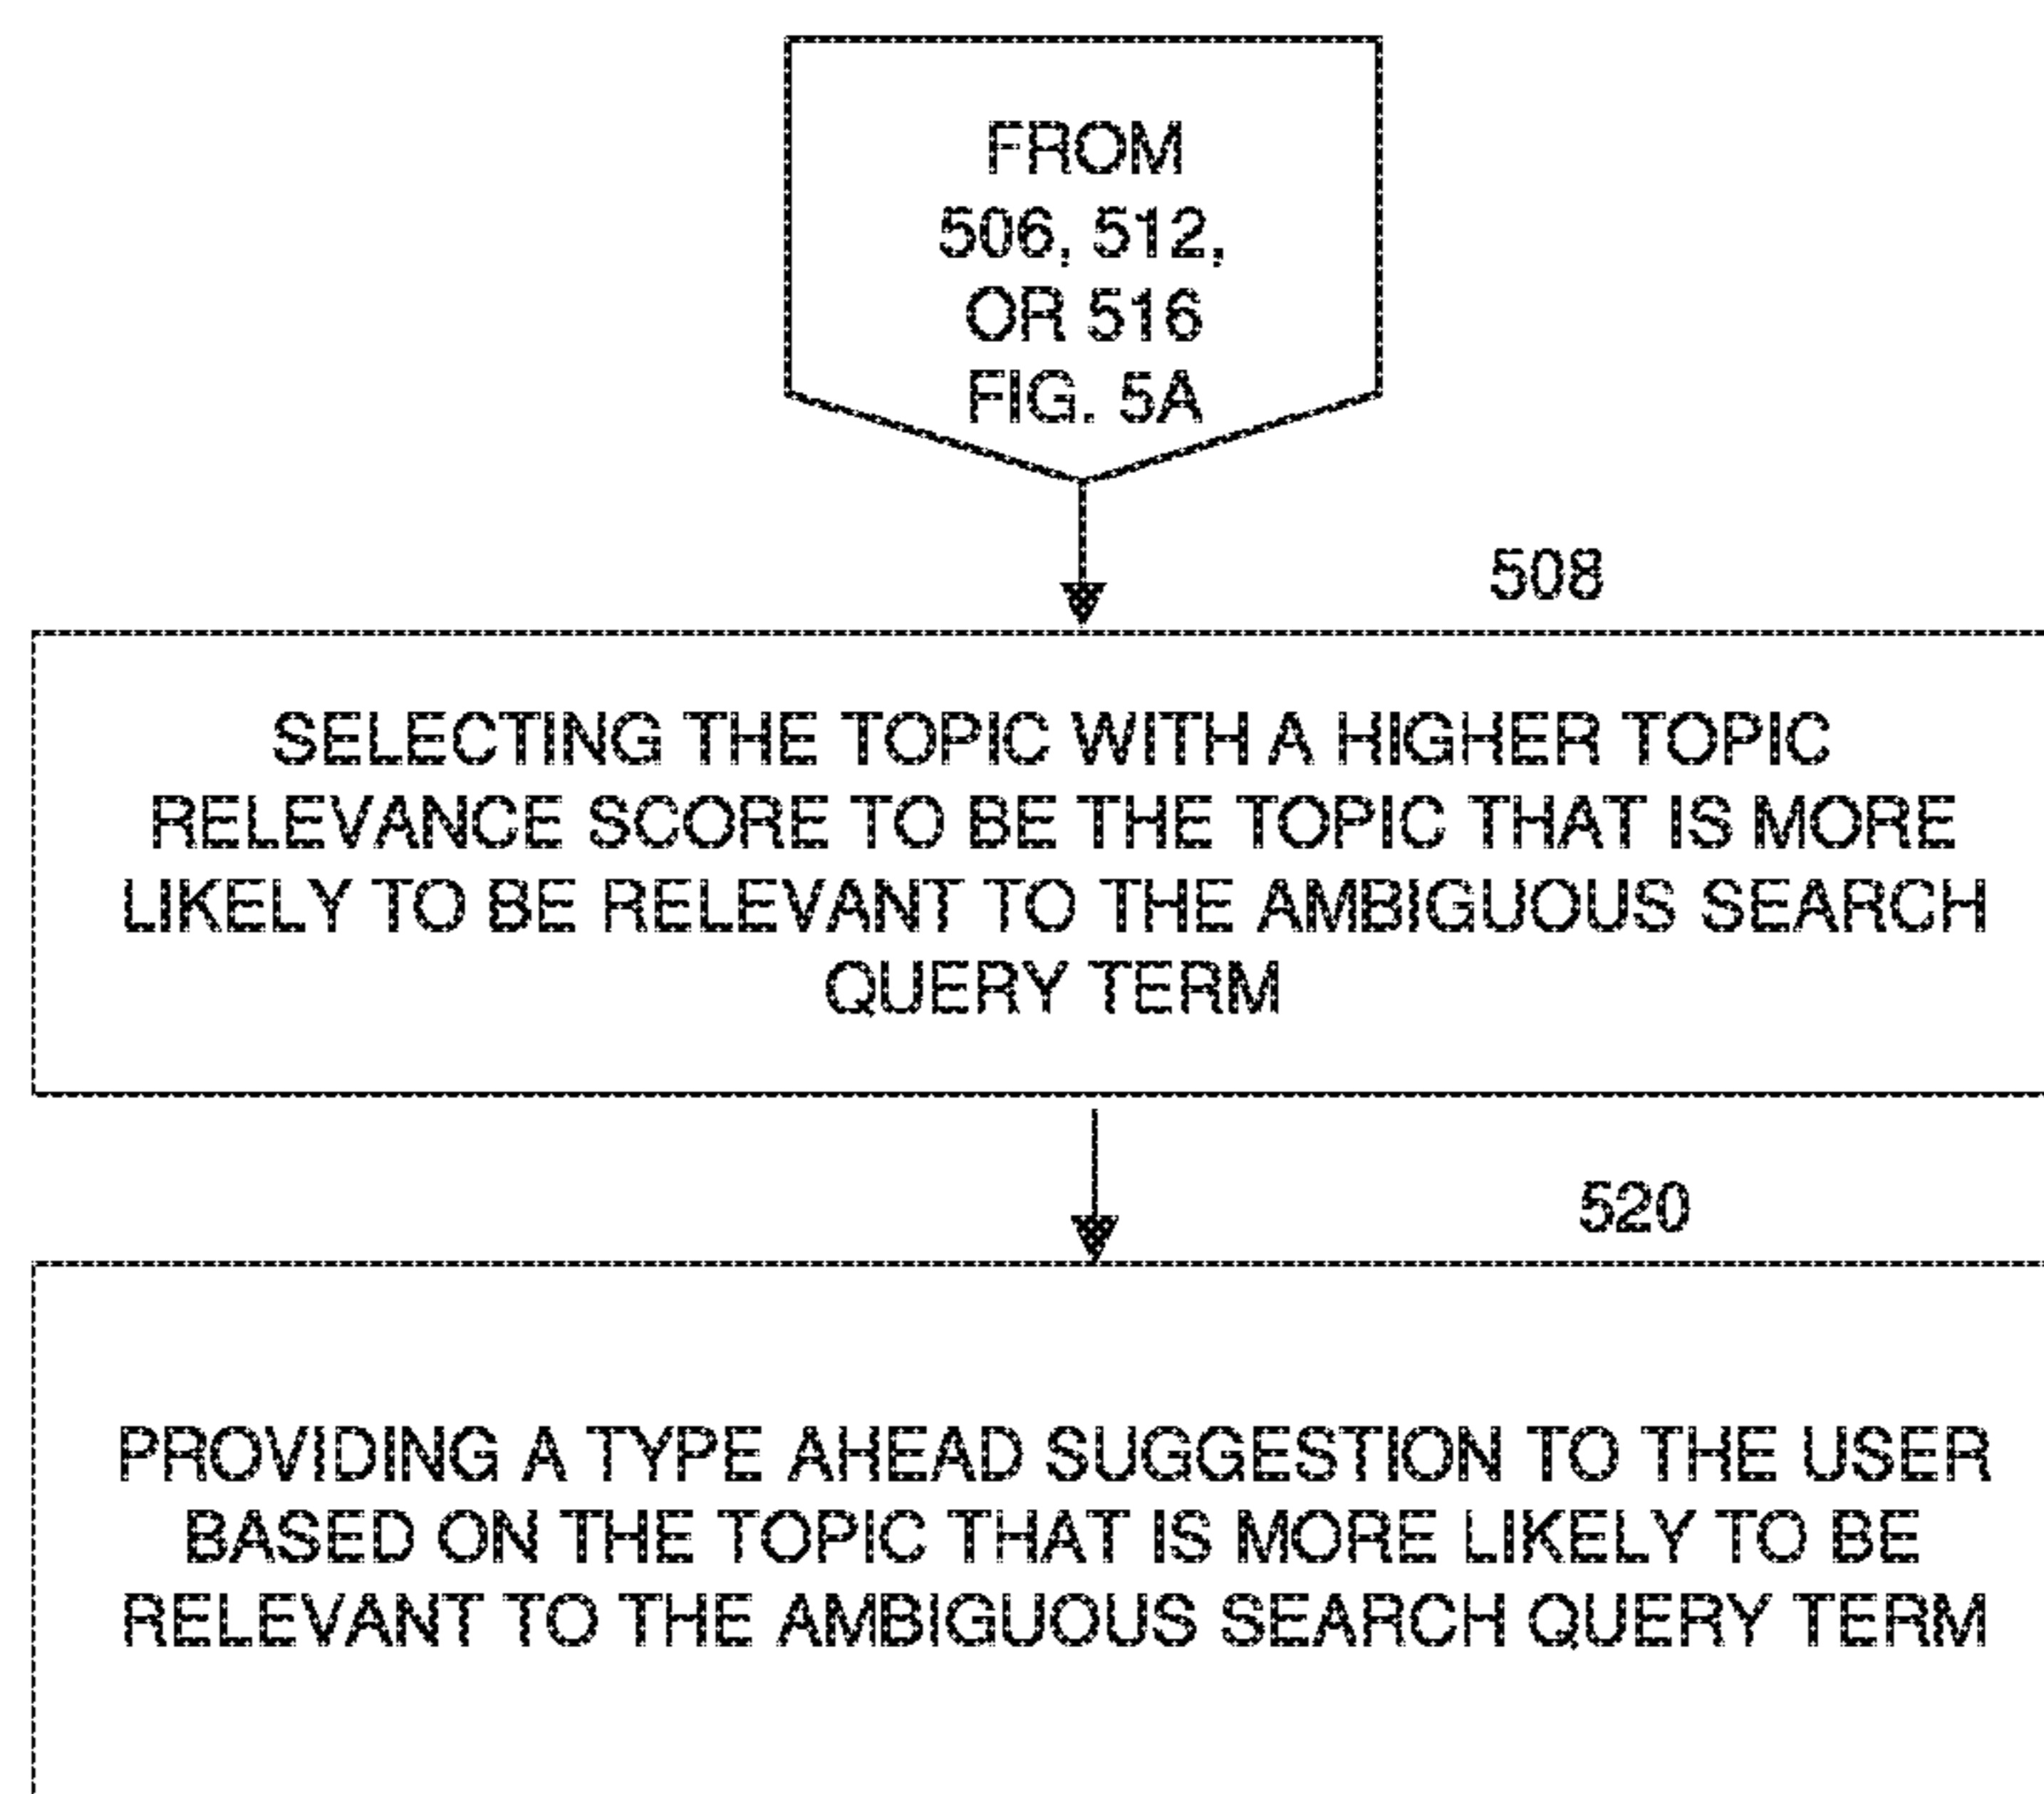 FROM
506, 512,
OR 516
FIG. 5A
508
SELECTING THE TOPIC WITH A HIGHER TOPIC
RELEVANCE SCORE TO BE THE TOPIC THAT IS MORE
LIKELY TO BE RELEVANT TO THE AMBIGUOUS SEARCH
QUERY TERM
520
PROVIDING A TYPE AHEAD SUGGESTION TO THE USER
BASED ON THE TOPIC THAT IS MORE LIKELY TO BE
RELEVANT TO THE AMBIGUOUS SEARCH QUERY TERM